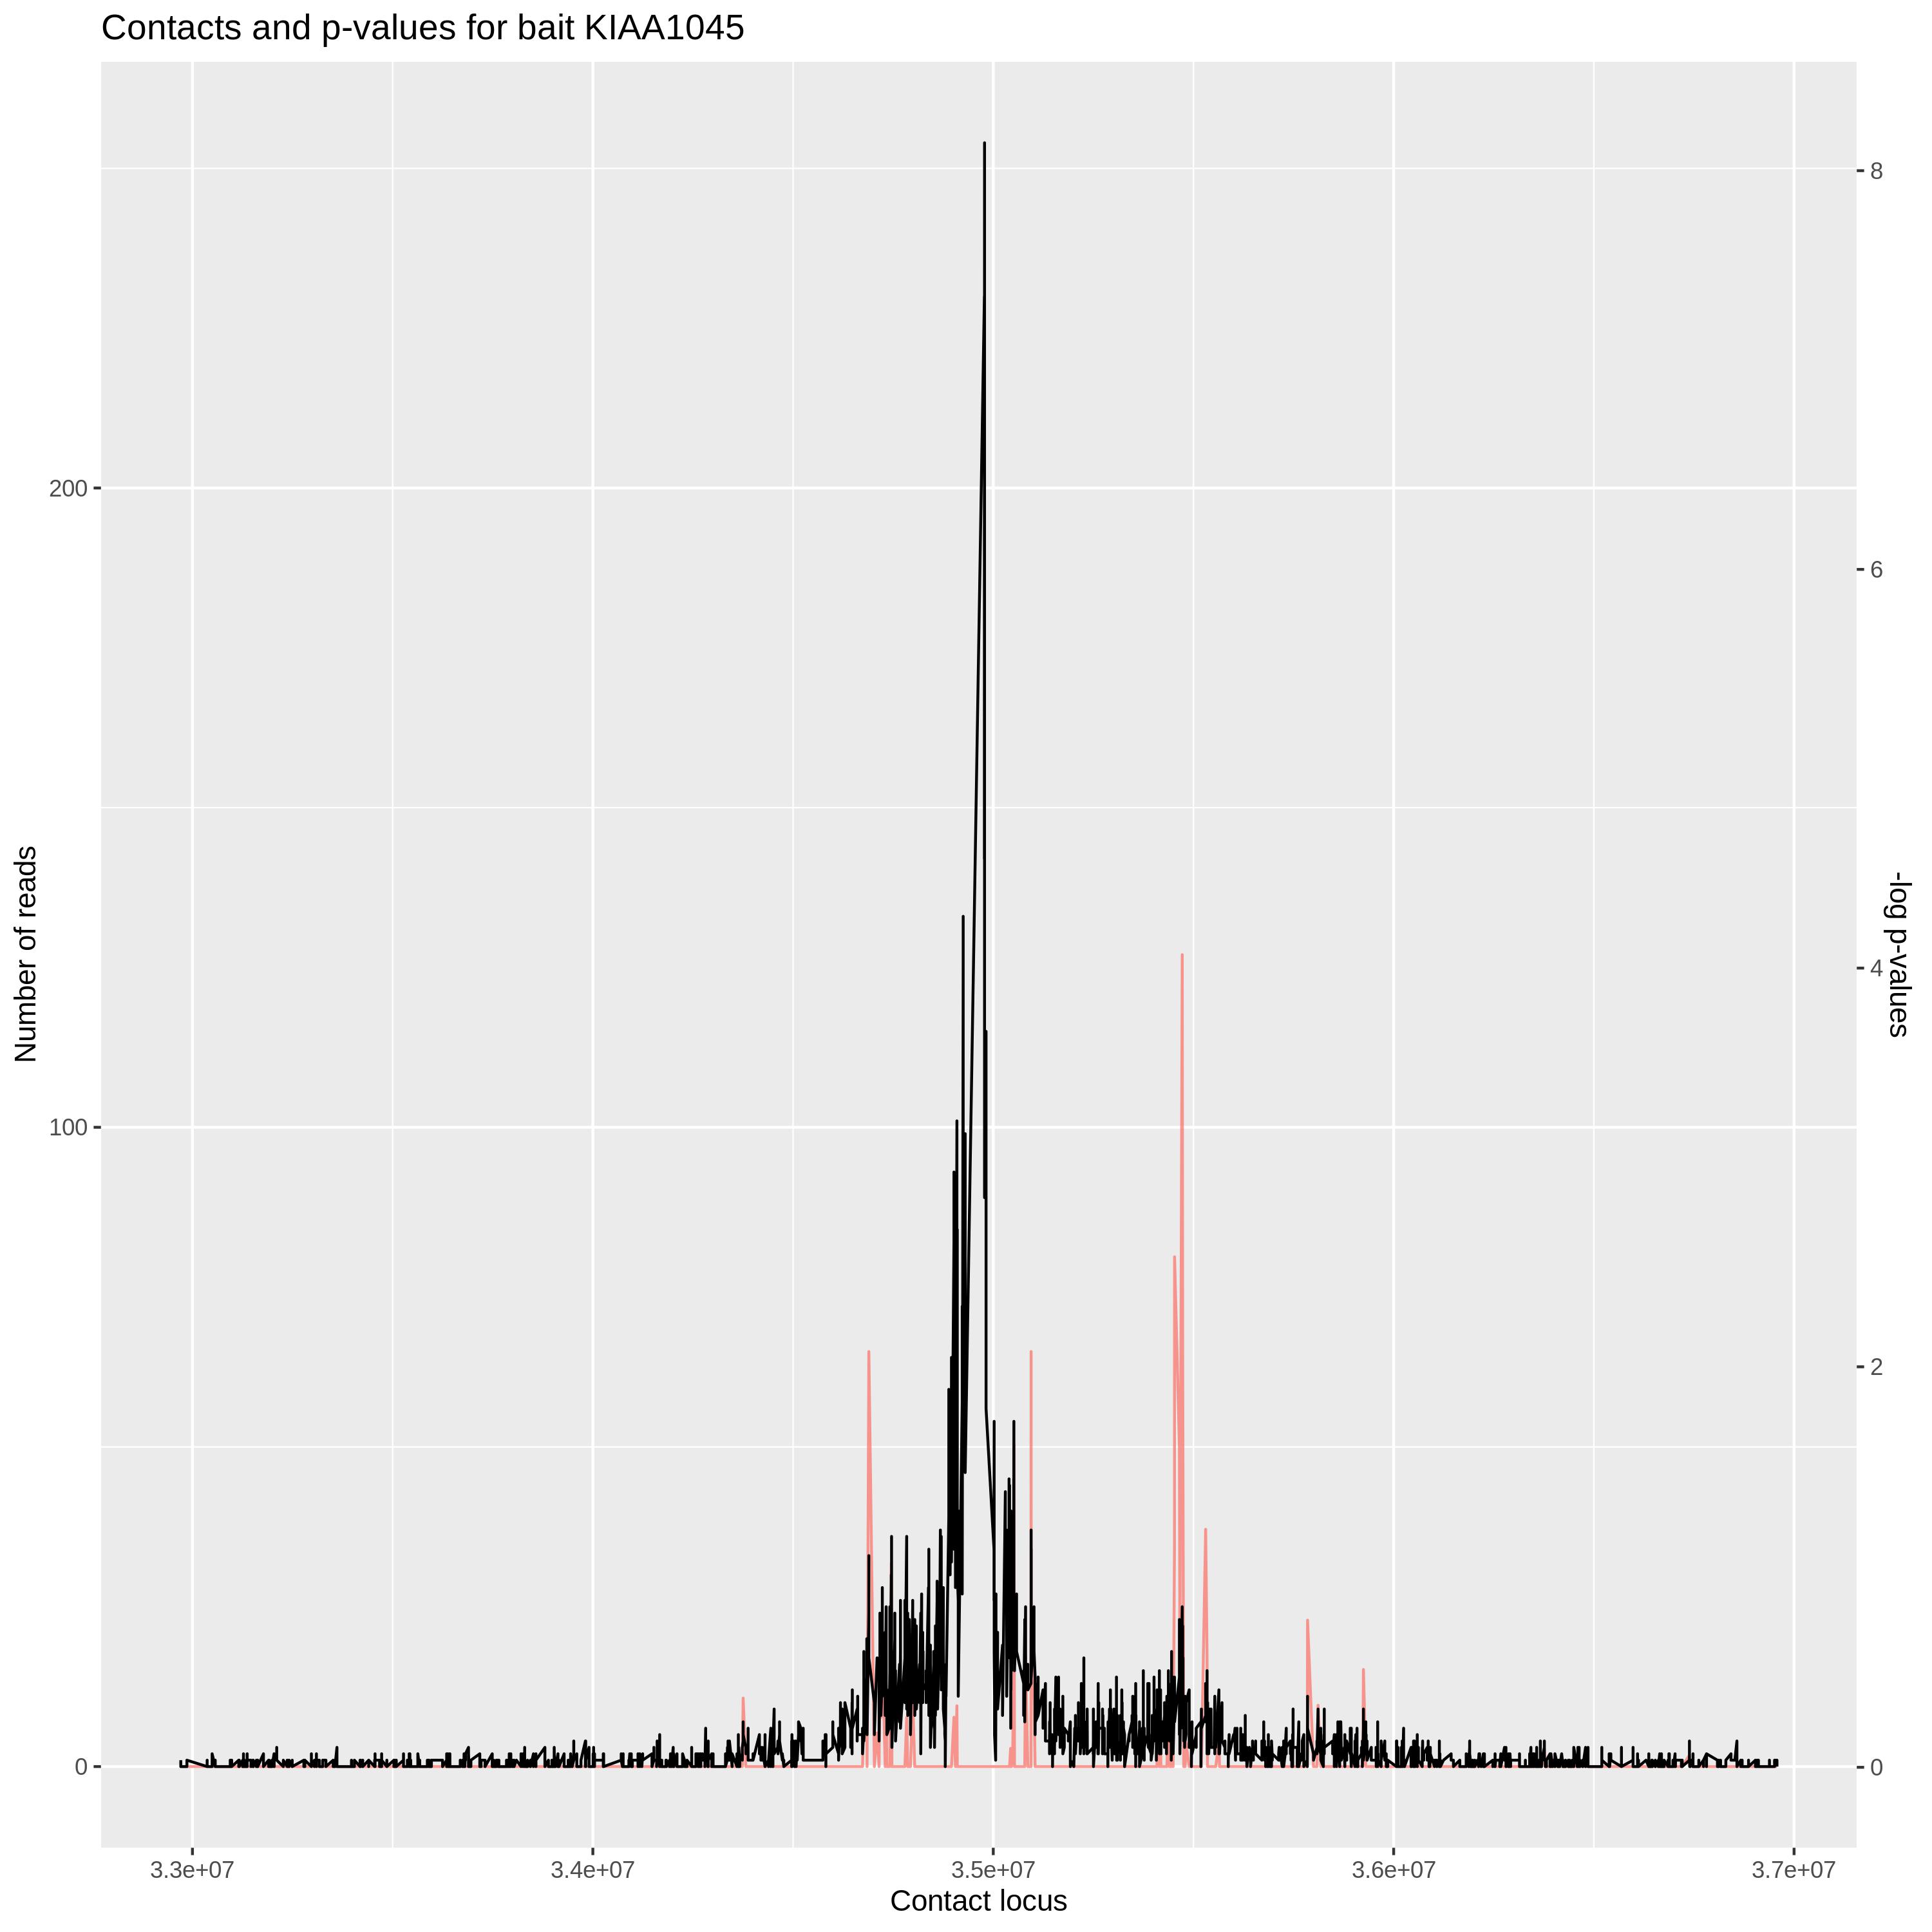 Contacts and p-values for bait KIAA1045
8
200
6
Number of reads
-log p-values
4
100
2
0
0
3.3e+07
3.4e+07
3.5e+07
3.6e+07
3.7e+07
Contact locus